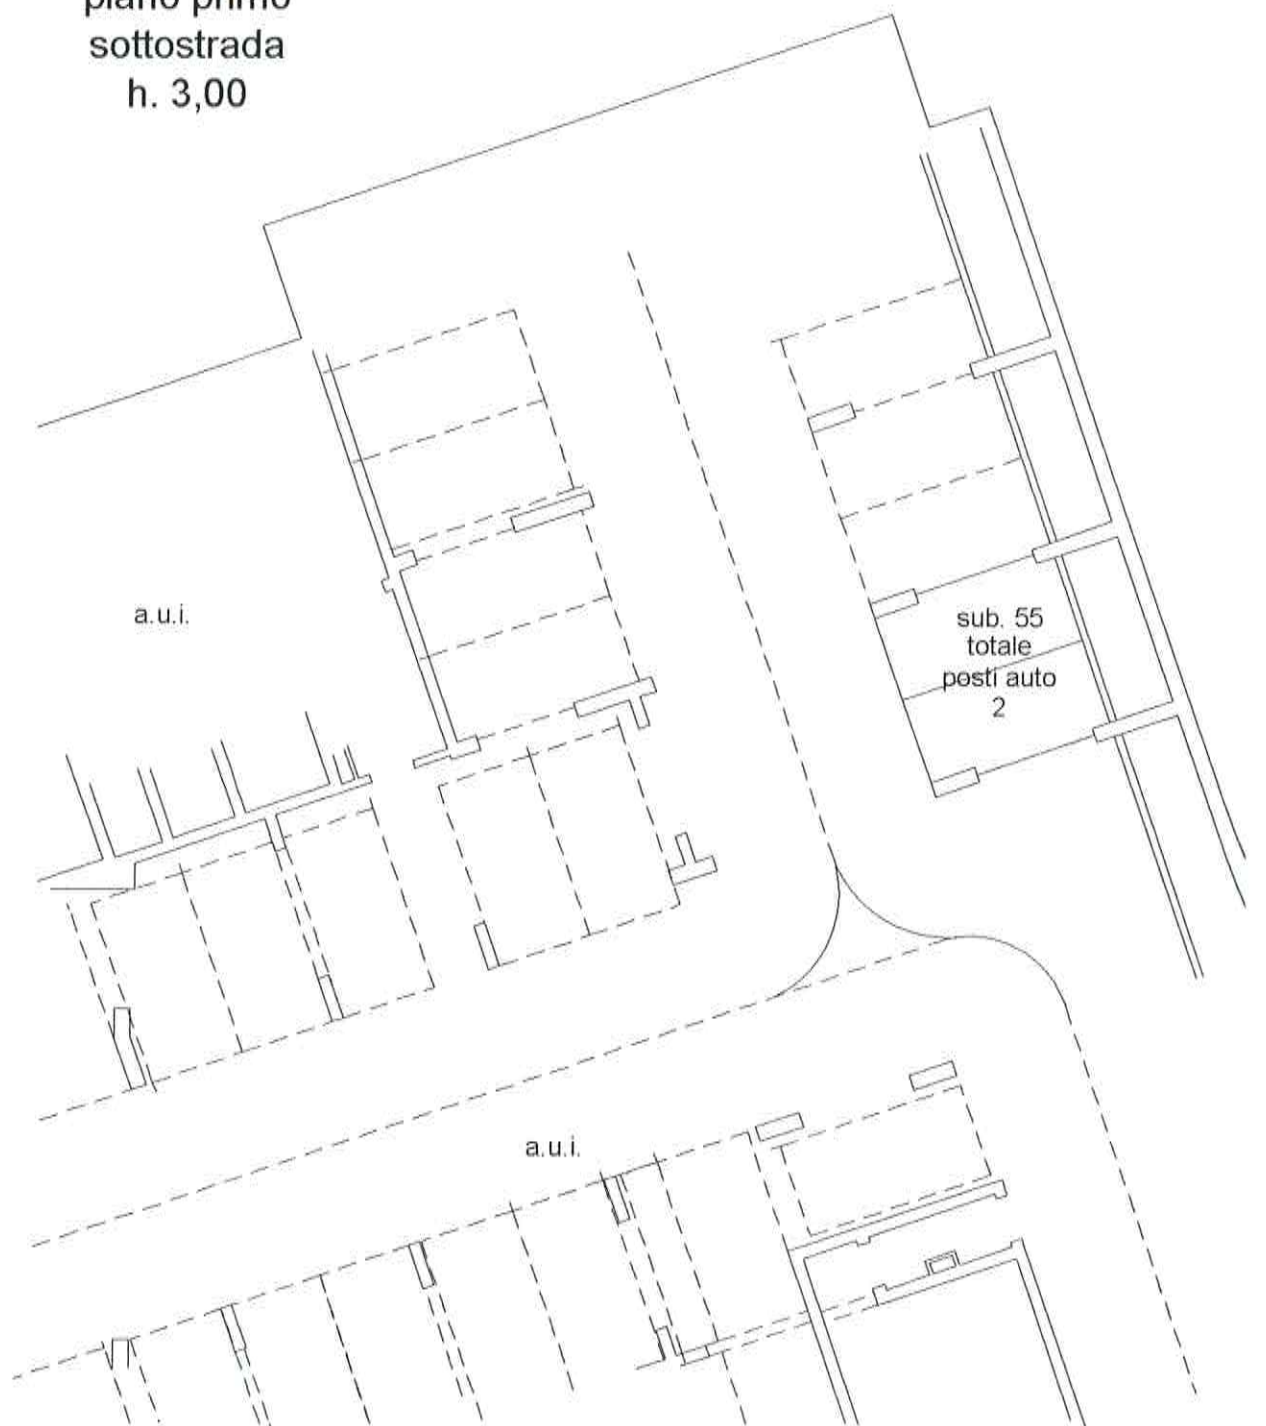 piano primo
sottostrada
h. 3,00
a.u.i.
sub. 55
totale
posti auto
2
a.u.i.